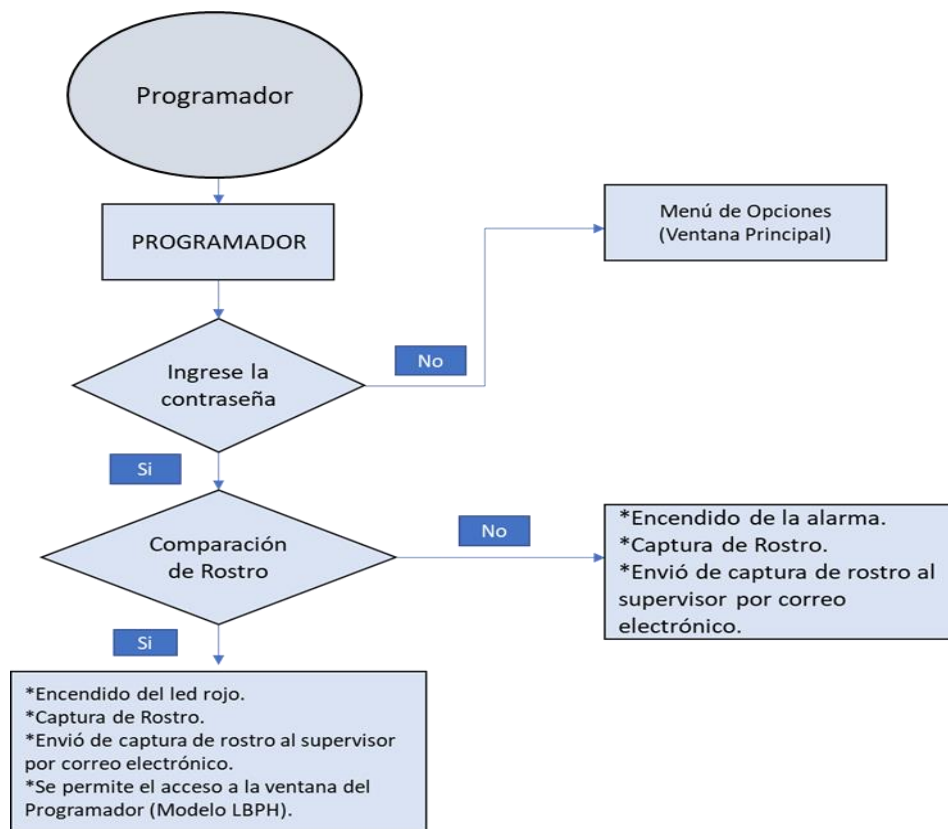 Programador
PROGRAMADOR
Menú de Opciones
(Ventana Principal)
Ingrese la
contraseña
No
Si
Comparación
de Rostro
No
*Encendido de la alarma.
*Captura de Rostro.
*Envió de captura de rostro al
supervisor por correo
electrónico.
Si
*Encendido del led rojo.
*Captura de Rostro.
*Envió de captura de rostro al supervisor
por correo electrónico.
*Se permite el acceso a la ventana del
Programador (Modelo LBPH).